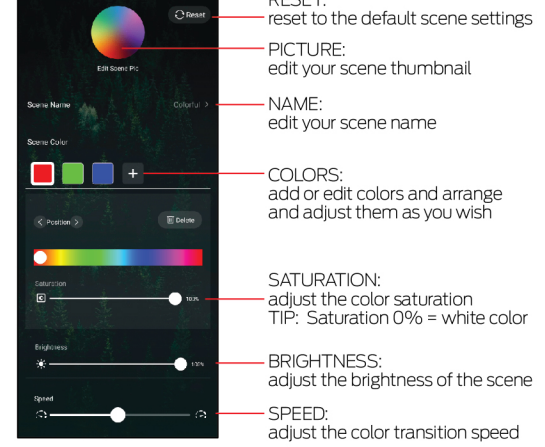 RESET:
Reset
reset to the default scene settings
PICTURE:
edit your scene thumbnail
Edit Scene Pic
Scene Name
Colorful >
NAME:
edit your scene name
Scene Color
+
COLORS:
add or edit colors and arrange
and adjust them as you wish
< Position >
Delete
SATURATION:
adjust the color saturation
TIP: Saturation 0% = white color
Saturation
100%
BRIGHTNESS:
adjust the brightness of the scene
Brightness
100%
Speed
SPEED:
adjust the color transition speed